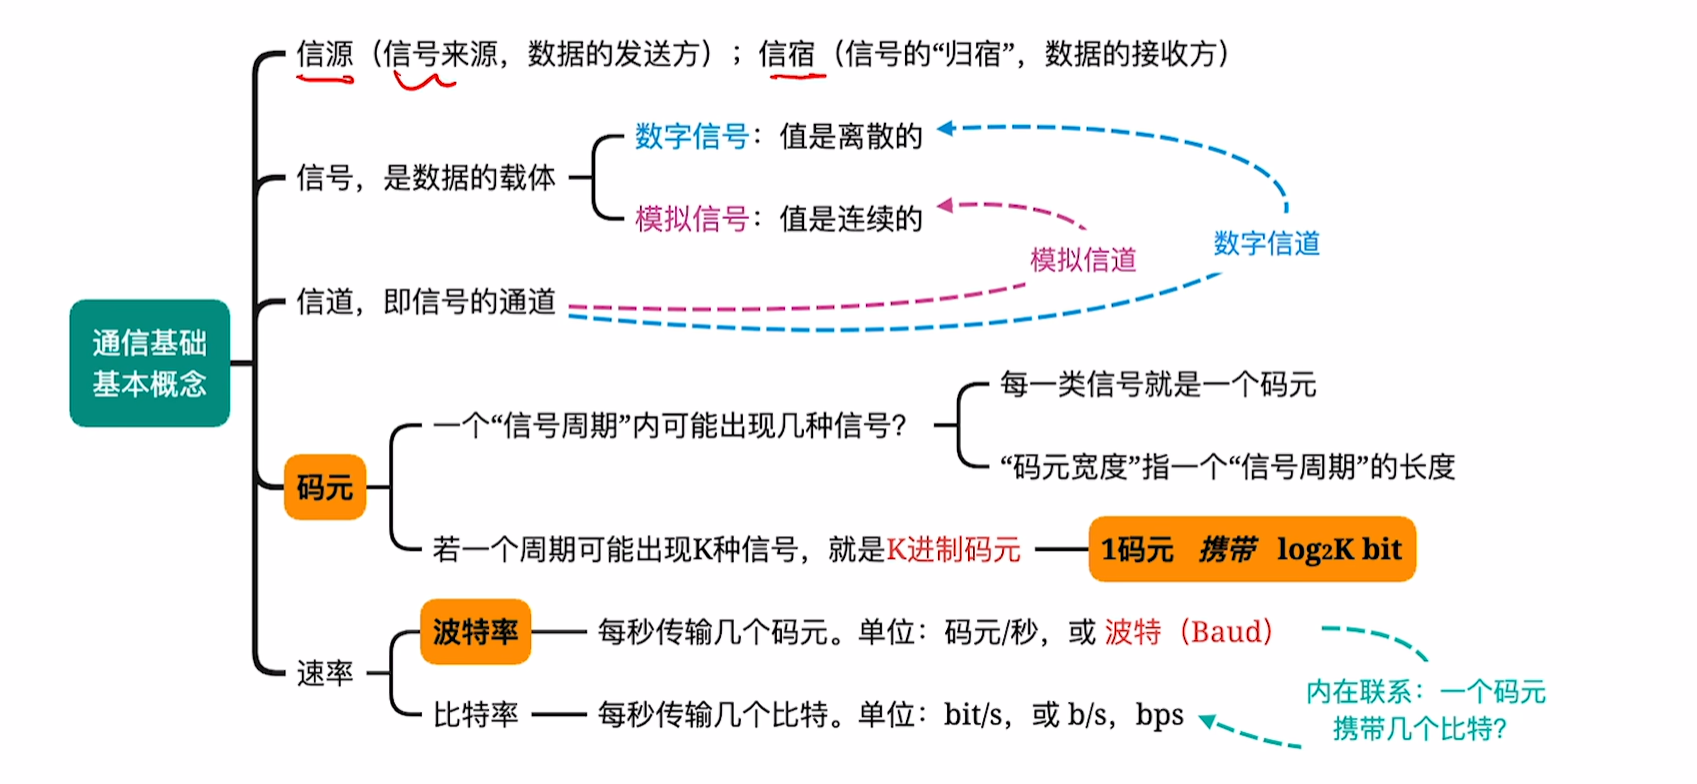 信源（信号来源，数据的发送方）；信宿（信号的“归宿”，数据的接收方）
数字信号：值是离散的
信号，是数据的载体
模拟信号：值是连续的
数字信道
模拟信道
信道，即信号的通道
通信基础
基本概念
每一类信号就是一个码元
一个“信号周期”内可能出现几种信号？
“码元宽度”指一个“信号周期”的长度
码元
若一个周期可能出现K种信号，就是K进制码元
1码元 携带 log₂K bit
波特率
每秒传输几个码元。单位：码元/秒，或 波特（Baud）
速率
内在联系：一个码元
携带几个比特？
比特率
每秒传输几个比特。单位：bit/s，或 b/s，bps